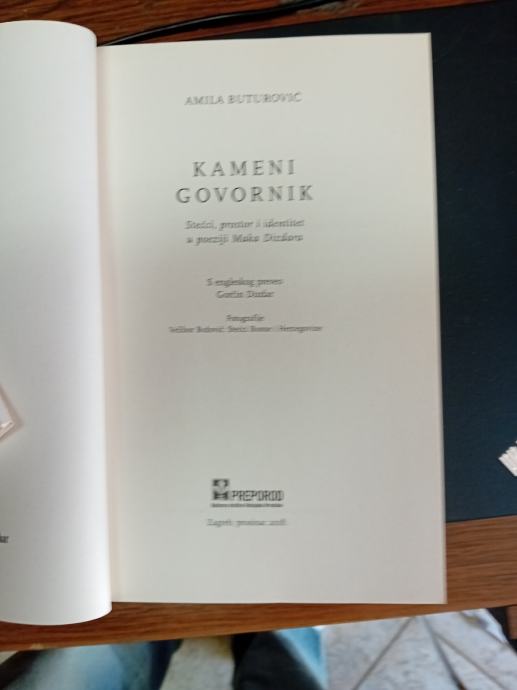 AMILA BUTUROVIĆ
KAMENI
GOVORNIK
Stećci, prostor i identitet
u poeziji Maka Dizdara
S engleskog preveo
Gorčin Dizdar
Fotografije
Velibor Božović: Stećci Bosne i Hercegovine
PREPOROD
Zagreb, prosinac 2018.